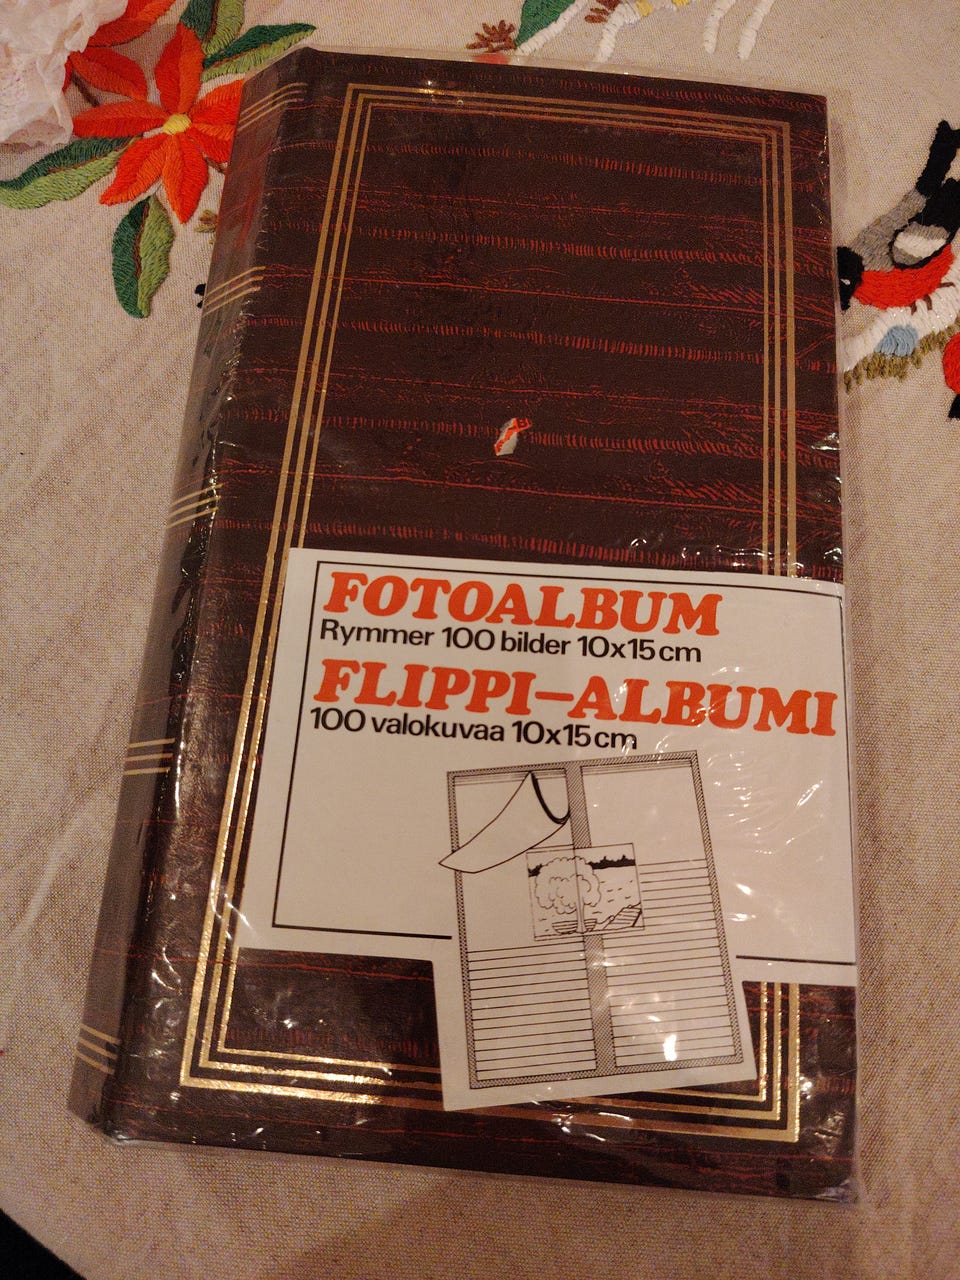 FOTOALBUM
Rymmer 100 bilder 10x15cm
FLIPPI-ALBUMI
100 valokuvaa 10x15cm